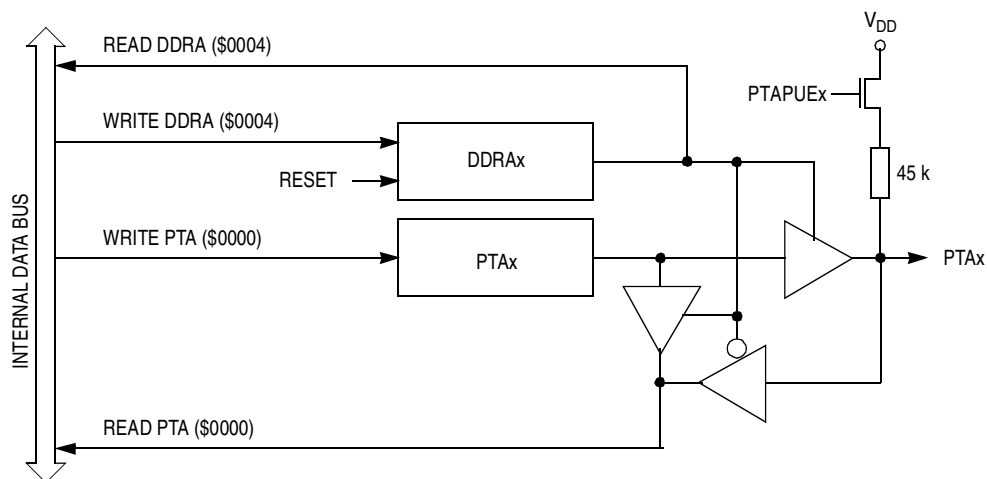 VDD
READ DDRA ($0004)
PTAPUEx
WRITE DDRA ($0004)
DDRAx
RESET
45 k
WRITE PTA ($0000)
PTAx
PTAx
INTERNAL DATA BUS
READ PTA ($0000)